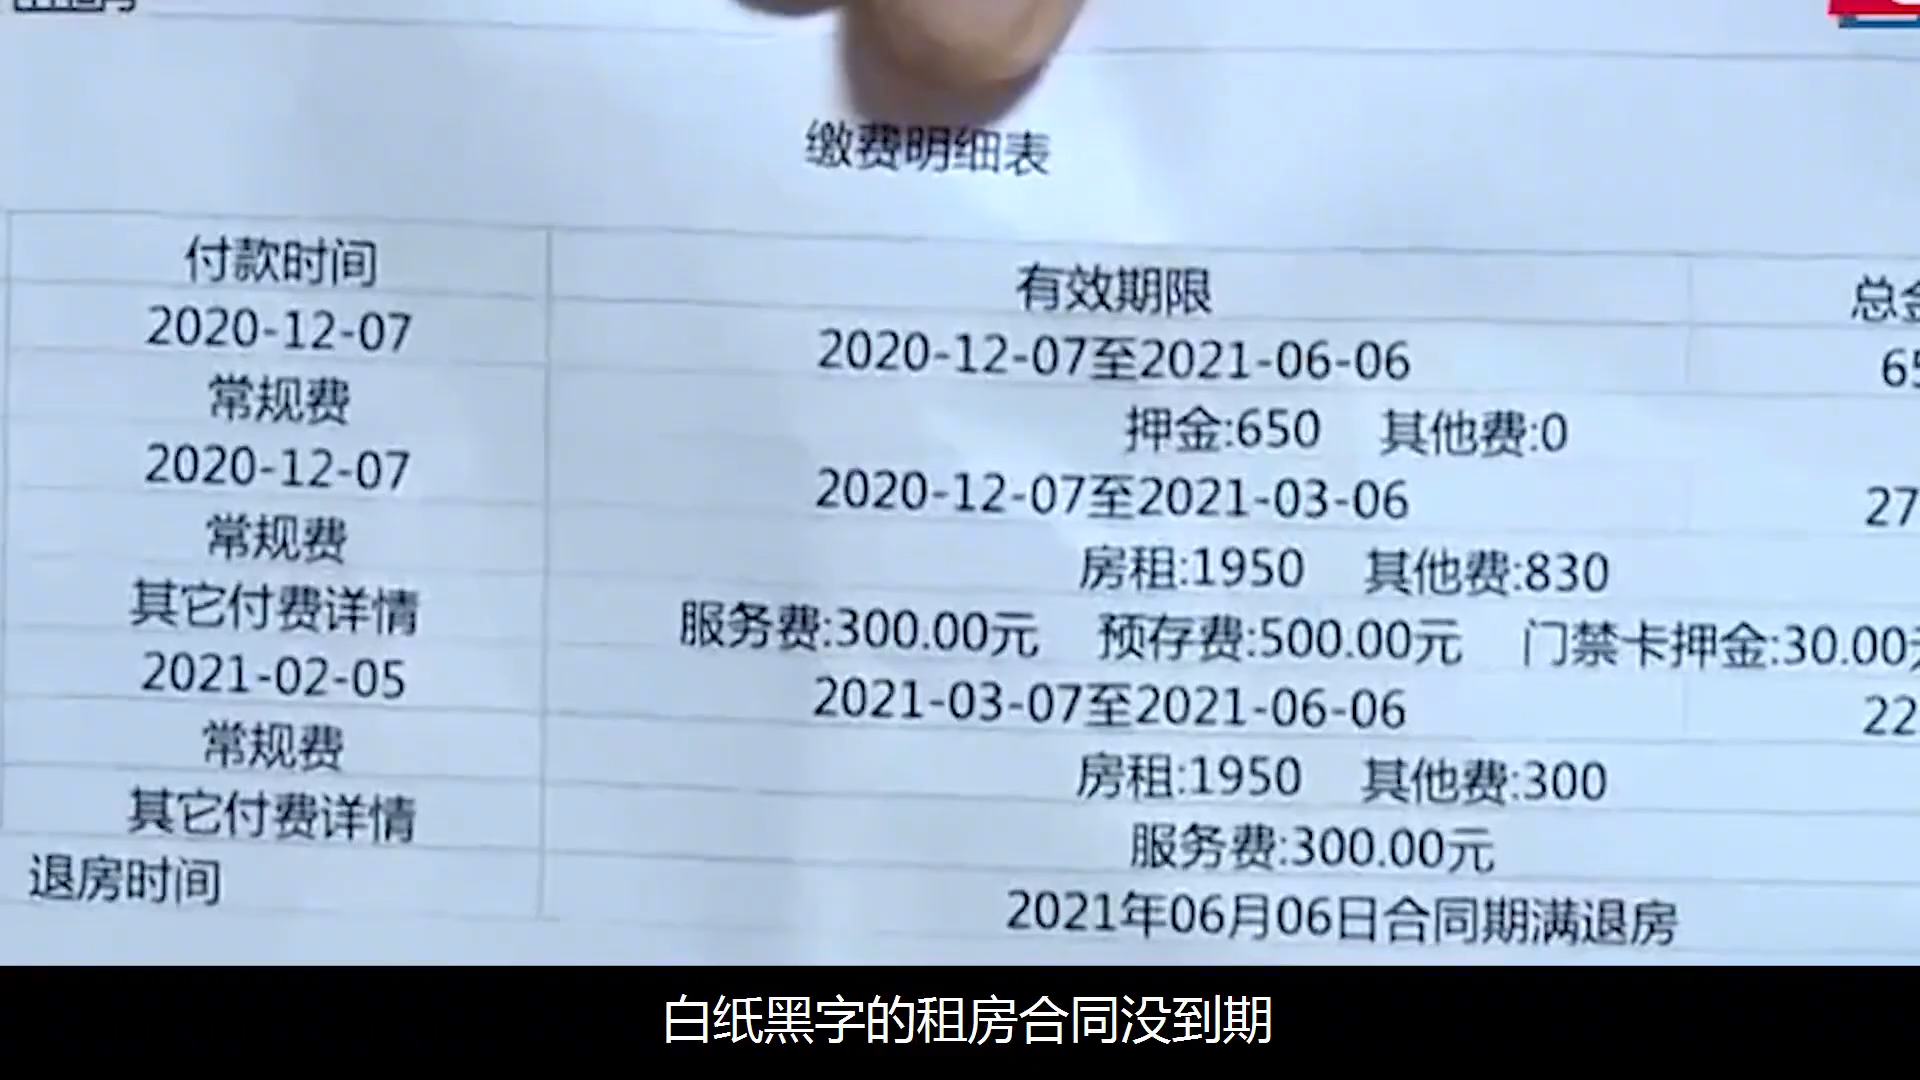 缴费明细表
付款时间 有效期限 总
2020-12-07 2020-12-07至2021-06-06 65
常规费 押金:650 其他费:0
2020-12-07 2020-12-07至2021-03-06 27
常规费 房租:1950 其他费:830
其它付费详情 服务费:300.00元 预存费:500.00元 门禁卡押金:30.00
2021-02-05 2021-03-07至2021-06-06 22
常规费 房租:1950 其他费:300
其它付费详情 服务费:300.00元
退房时间 2021年06月06日合同期满退房
白纸黑字的租房合同没到期